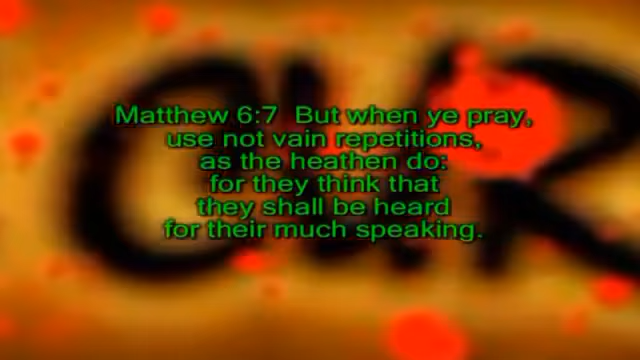 OUR
Matthew 6:7  But when ye pray,
use not vain repetitions,
as the heathen do:
for they think that
they shall be heard
for their much speaking.